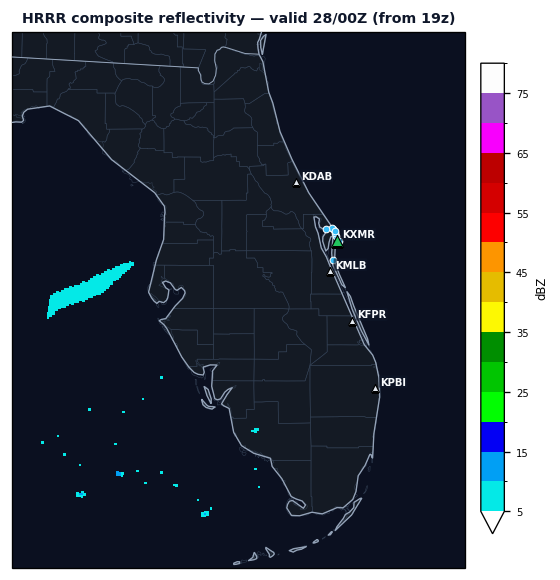 HRRR composite reflectivity — valid 28/00Z (from 19z)
KDAB
KXMR
KMLB
KFPR
KPBI
75
65
55
45
35
25
15
5
dBZ